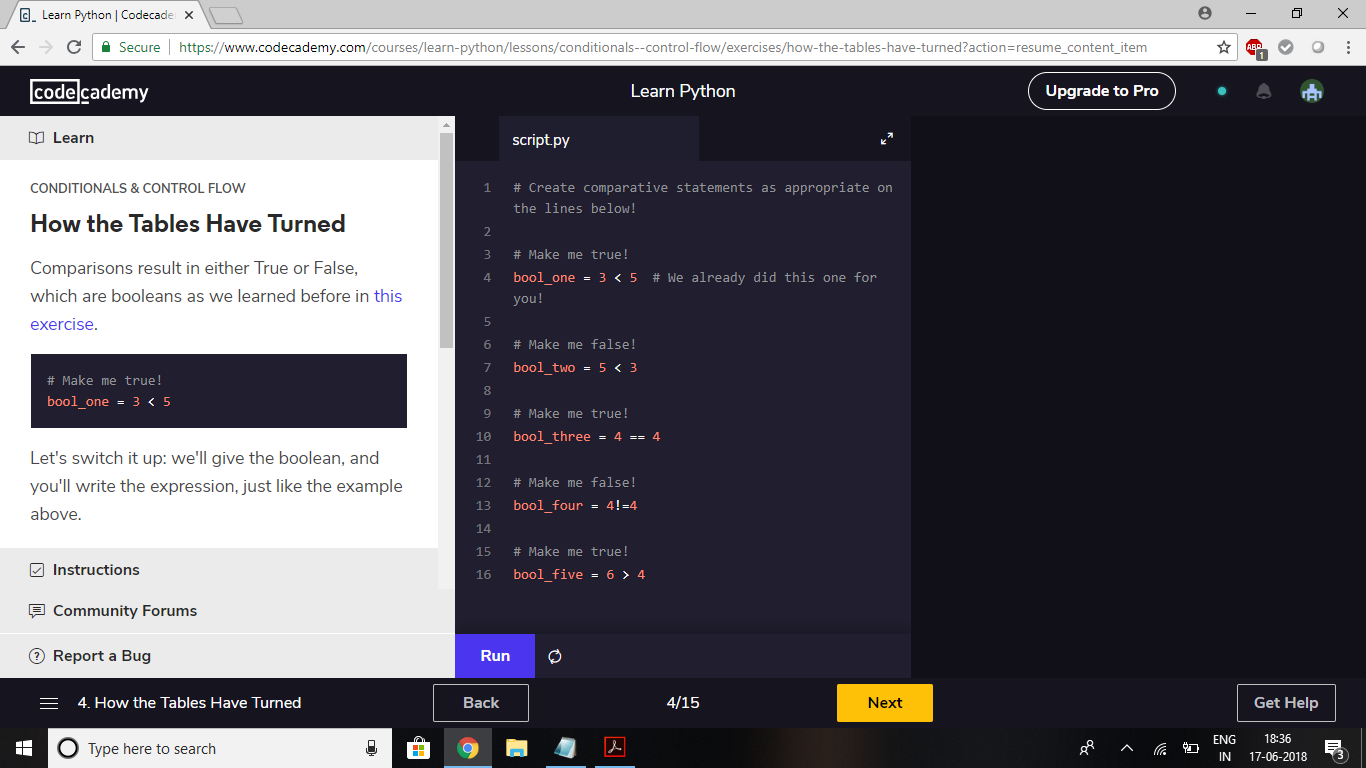 Learn Python | Codecade
Secure
https://www.codecademy.com/courses/learn-python/lessons/conditionals--control-flow/exercises/how-the-tables-have-turned?action=resume_content_item
ABP
1
codecademy
Learn Python
Upgrade to Pro
Learn
CONDITIONALS & CONTROL FLOW
How the Tables Have Turned
Comparisons result in either True or False,
which are booleans as we learned before in this
exercise.
# Make me true!
bool_one = 3 < 5
Let's switch it up: we'll give the boolean, and
you'll write the expression, just like the example
above.
Instructions
Community Forums
Report a Bug
script.py
1 # Create comparative statements as appropriate on
the lines below!
2
3 # Make me true!
4 bool_one = 3 < 5  # We already did this one for
you!
5
6 # Make me false!
7 bool_two = 5 < 3
8
9 # Make me true!
10 bool_three = 4 == 4
11
12 # Make me false!
13 bool_four = 4!=4
14
15 # Make me true!
16 bool_five = 6 > 4
Run
4. How the Tables Have Turned
Back
4/15
Next
Get Help
Type here to search
ENG
IN
18:36
17-06-2018
3